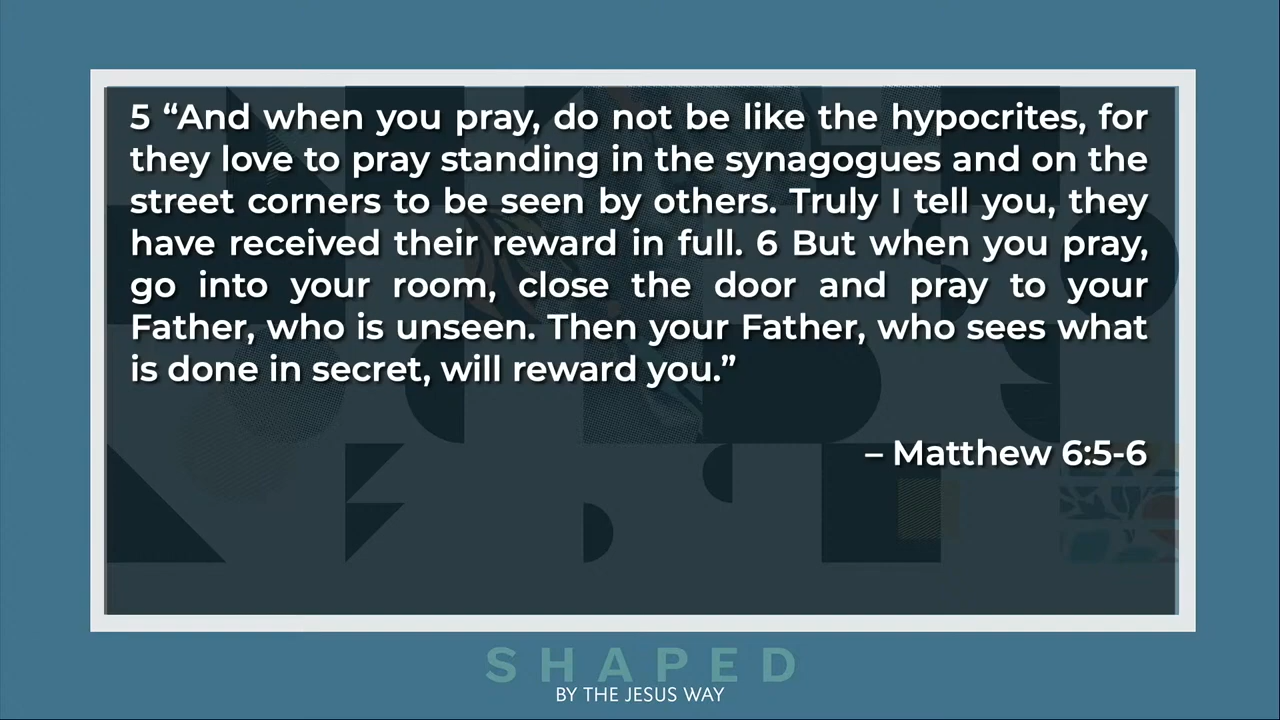 5 “And when you pray, do not be like the hypocrites, for
they love to pray standing in the synagogues and on the
street corners to be seen by others. Truly I tell you, they
have received their reward in full. 6 But when you pray,
go into your room, close the door and pray to your
Father, who is unseen. Then your Father, who sees what
is done in secret, will reward you.”
– Matthew 6:5-6
SHAPED
BY THE JESUS WAY